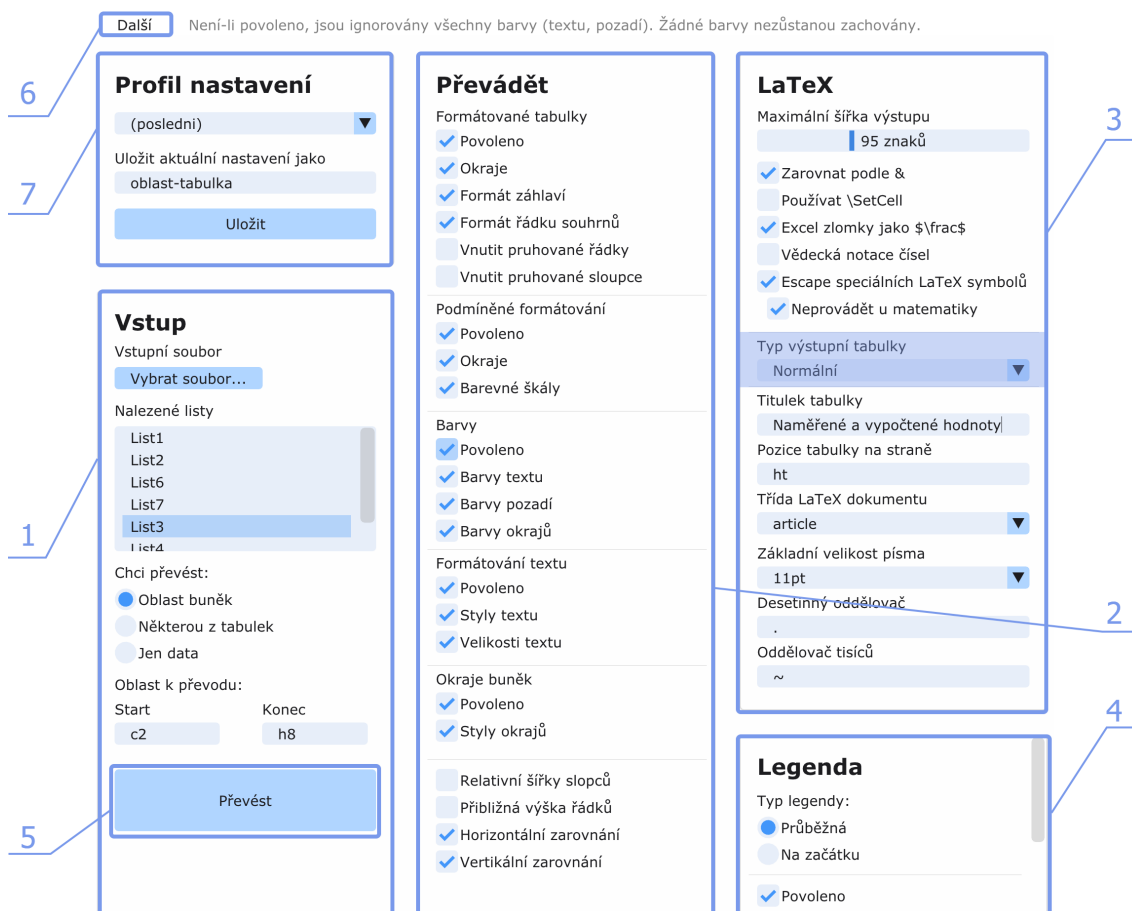 Další
Není-li povoleno, jsou ignorovány všechny barvy (textu, pozadí). Žádné barvy nezůstanou zachovány.
6
7
Profil nastavení
(posledni)
Uložit aktuální nastavení jako
oblast-tabulka
Uložit
1
Vstup
Vstupní soubor
Vybrat soubor...
Nalezené listy
List1
List2
List6
List7
List3
List4
Chci převést:
Oblast buněk
Některou z tabulek
Jen data
Oblast k převodu:
Start Konec
c2 h8
5
Převést
Převádět
Formátované tabulky
Povoleno
Okraje
Formát záhlaví
Formát řádku souhrnů
Vnutit pruhované řádky
Vnutit pruhované sloupce
Podmíněné formátování
Povoleno
Okraje
Barevné škály
Barvy
Povoleno
Barvy textu
Barvy pozadí
Barvy okrajů
Formátování textu
Povoleno
Styly textu
Velikosti textu
Okraje buněk
Povoleno
Styly okrajů
Relativní šířky slopců
Přibližná výška řádků
Horizontální zarovnání
Vertikální zarovnání
2
LaTeX
Maximální šířka výstupu
95 znaků
Zarovnat podle &
Používat \SetCell
Excel zlomky jako $\frac$
Vědecká notace čísel
Escape speciálních LaTeX symbolů
Neprovádět u matematiky
Typ výstupní tabulky
Normální
Titulek tabulky
Naměřené a vypočtené hodnoty
Pozice tabulky na straně
ht
Třída LaTeX dokumentu
article
Základní velikost písma
11pt
Desetinný oddělovač
.
Oddělovač tisíců
~
3
Legenda
Typ legendy:
Průběžná
Na začátku
Povoleno
4